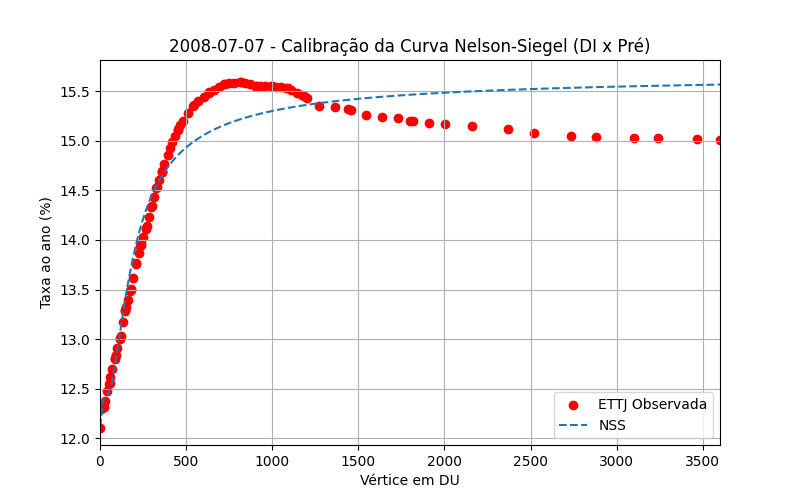 2008-07-07 - Calibração da Curva Nelson-Siegel (DI x Pré)
Taxa ao ano (%)
15.5
15.0
14.5
14.0
13.5
13.0
12.5
12.0
0 500 1000 1500 2000 2500 3000 3500
Vértice em DU
ETTJ Observada
NSS